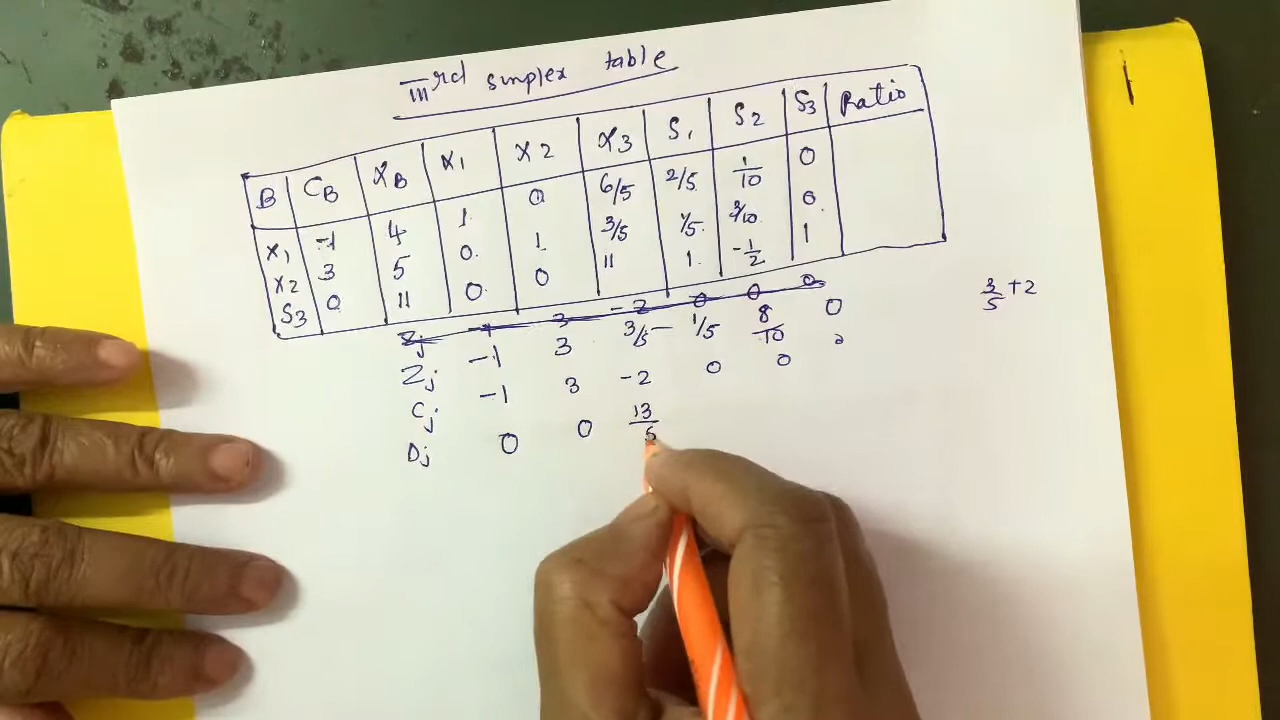 IIIrd simplex table
B CB XB X1 X2 X3 S1 S2 S3 Ratio
X1 -1 4 1 0 6/5 2/5 1/10 0
X2 3 5 0 1 3/5 1/5 3/10 0
S3 0 11 0 0 11 1 -1/2 1
Zj -1 3 -2 0 0 0
Zj -1 3 3/5 - 1/5 8/10 0
Cj -1 3 -2 0 0 0
Dj 0 0 13/5
3/5 +2